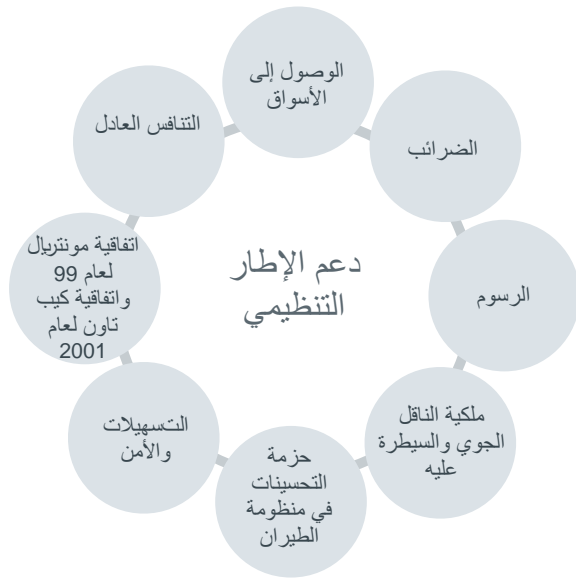 الوصول إلى
الأسواق
الضرائب
الرسوم
ملكية الناقل
الجوي والسيطرة
عليه
حزمة
التحسينات
في منظومة
الطيران
التسهيلات
والأمن
اتفاقية مونتريال
لعام 99
واتفاقية كيب
تاون لعام
2001
التنافس العادل
دعم الإطار
التنظيمي